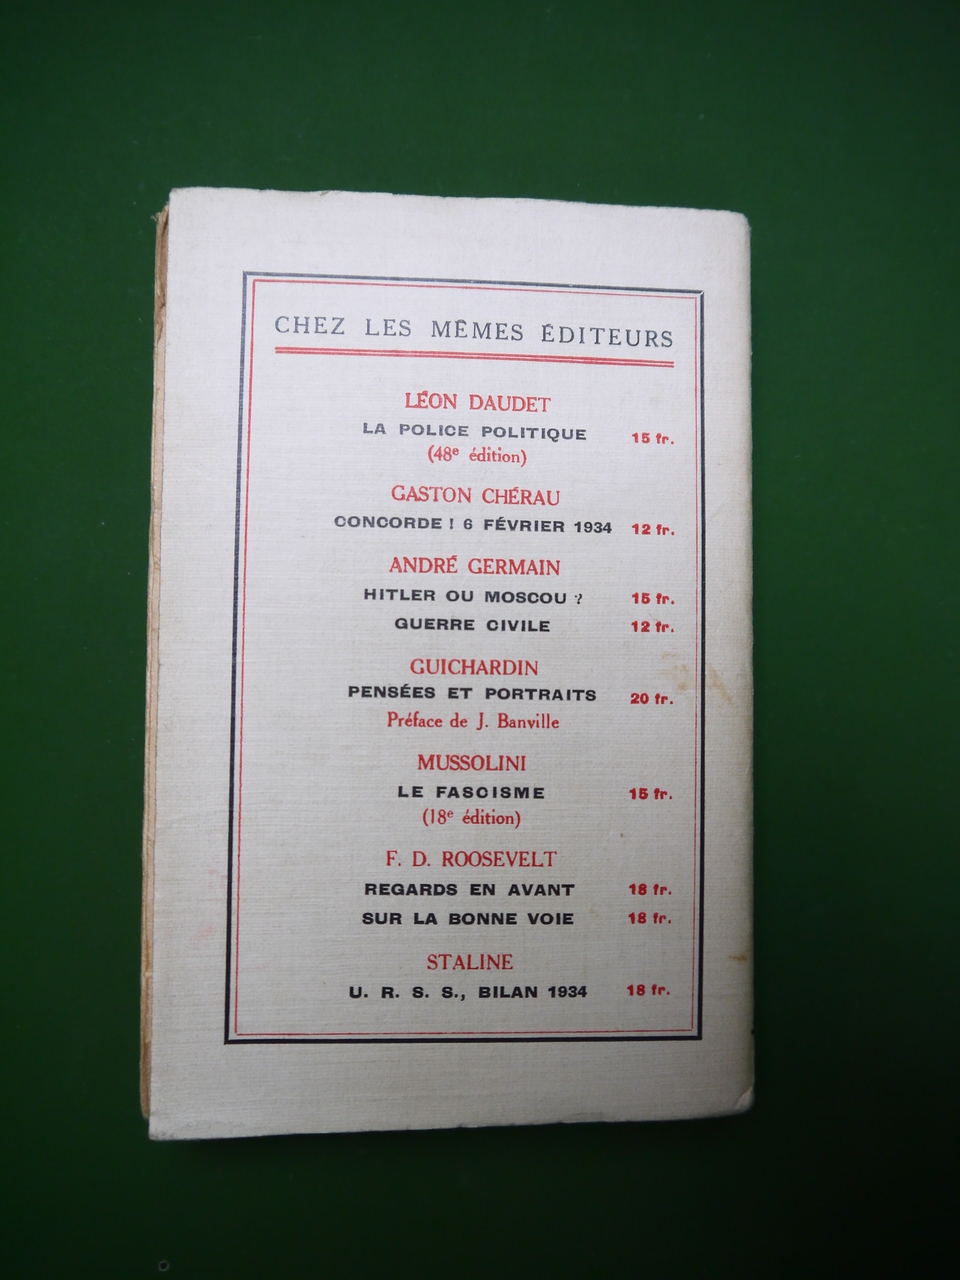 CHEZ LES MÊMES ÉDITEURS
LÉON DAUDET
LA POLICE POLITIQUE 15 fr.
(48e édition)
GASTON CHÉRAU
CONCORDE ! 6 FÉVRIER 1934 12 fr.
ANDRÉ GERMAIN
HITLER OU MOSCOU ? 15 fr.
GUERRE CIVILE 12 fr.
GUICHARDIN
PENSÉES ET PORTRAITS 20 fr.
Préface de J. Banville
MUSSOLINI
LE FASCISME 15 fr.
(18e édition)
F. D. ROOSEVELT
REGARDS EN AVANT 18 fr.
SUR LA BONNE VOIE 18 fr.
STALINE
U. R. S. S., BILAN 1934 18 fr.